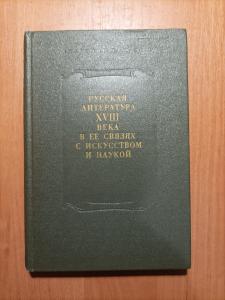 РУССКАЯ
ЛИТЕРАТУРА
XVIII
ВЕКА
В ЕЕ СВЯЗЯХ
С ИСКУССТВОМ
И НАУКОЙ